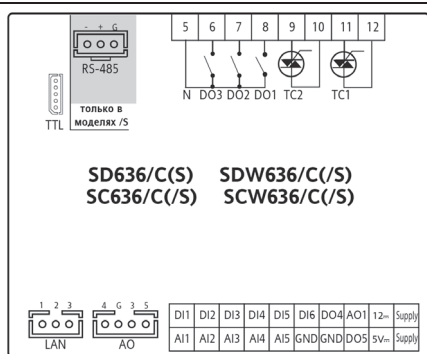 - + G
RS-485
только в
моделях /S
TTL
5 6 7 8 9 10 11 12
N DO3 DO2 DO1 TC2 TC1
SD636/C(S) SDW636/C(/S)
SC636/C(/S) SCW636/C(/S)
1 2 3
LAN
4 G 3 5
AO
DI1 DI2 DI3 DI4 DI5 DI6 DO4 AO1 12⎓ Supply
AI1 AI2 AI3 AI4 AI5 GND GND DO5 5V⎓ Supply